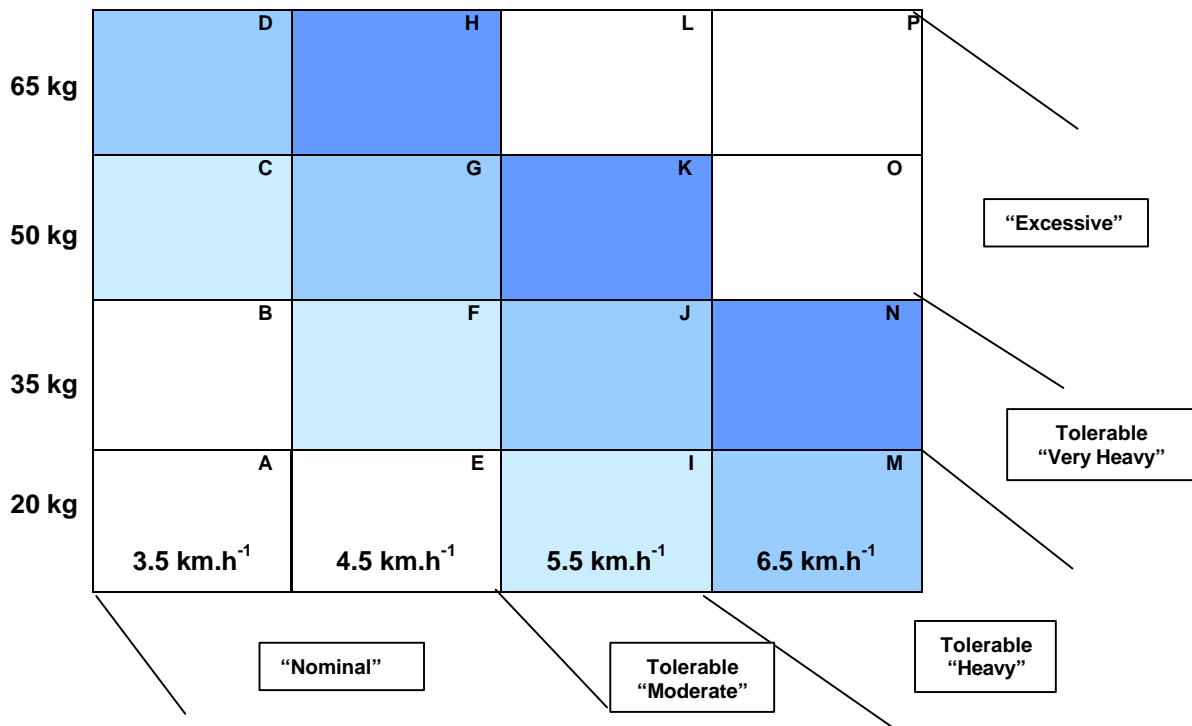 D H L P
65 kg
C G K O
50 kg
“Excessive”
B F J N
35 kg
Tolerable
“Very Heavy”
A E I M
20 kg
3.5 km.h⁻¹ 4.5 km.h⁻¹ 5.5 km.h⁻¹ 6.5 km.h⁻¹
“Nominal”
Tolerable
“Moderate”
Tolerable
“Heavy”